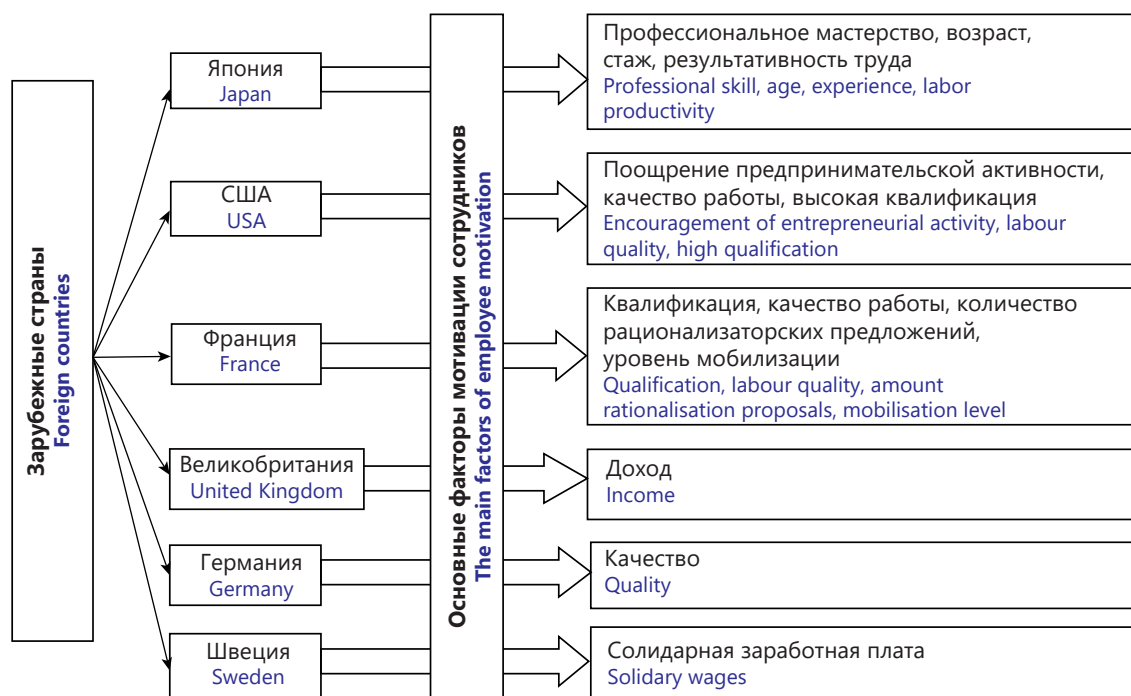 Зарубежные страны
Foreign countries
Япония
Japan
США
USA
Франция
France
Великобритания
United Kingdom
Германия
Germany
Швеция
Sweden
Основные факторы мотивации сотрудников
The main factors of employee motivation
Профессиональное мастерство, возраст,
стаж, результативность труда
Professional skill, age, experience, labor
productivity
Поощрение предпринимательской активности,
качество работы, высокая квалификация
Encouragement of entrepreneurial activity, labour
quality, high qualification
Квалификация, качество работы, количество
рационализаторских предложений,
уровень мобилизации
Qualification, labour quality, amount
rationalisation proposals, mobilisation level
Доход
Income
Качество
Quality
Солидарная заработная плата
Solidary wages